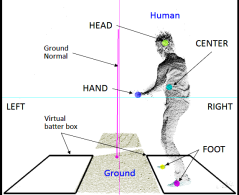 HEAD
Human
Ground
Normal
CENTER
HAND
LEFT
RIGHT
Virtual
batter box
Ground
FOOT